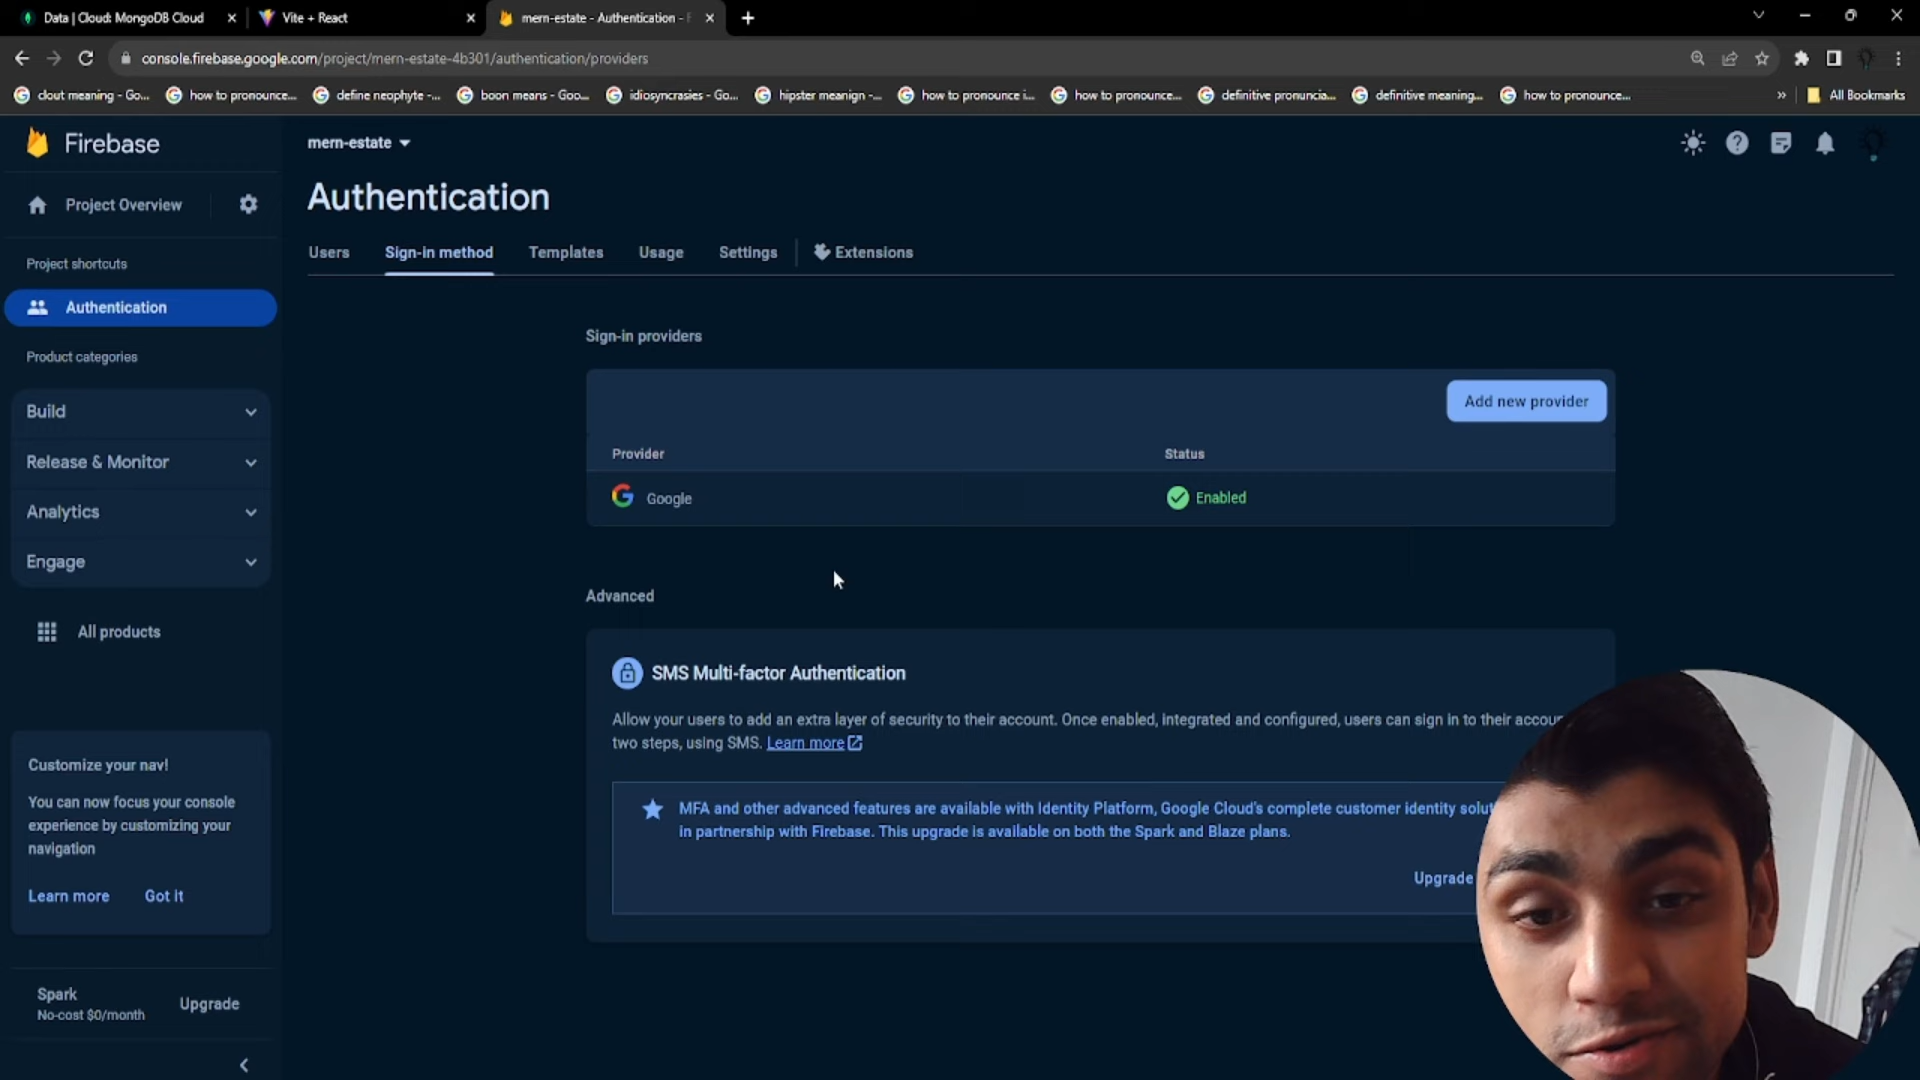 Data | Cloud: MongoDB Cloud
Vite + React
mern-estate - Authentication - F
console.firebase.google.com/project/mern-estate-4b301/authentication/providers
clout meaning - Go...
how to pronounce...
define neophyte -...
boon means - Goo...
idiosyncrasies - Go...
hipster meanign -...
how to pronounce i...
how to pronounce...
definitive pronuncia...
definitive meaning...
how to pronounce...
All Bookmarks
Firebase
mern-estate
Authentication
Project Overview
Users
Sign-in method
Templates
Usage
Settings
Extensions
Project shortcuts
Authentication
Product categories
Build
Release & Monitor
Analytics
Engage
All products
Sign-in providers
Add new provider
Provider
Status
Google
Enabled
Advanced
SMS Multi-factor Authentication
Allow your users to add an extra layer of security to their account. Once enabled, integrated and configured, users can sign in to their accou
two steps, using SMS. Learn more
MFA and other advanced features are available with Identity Platform, Google Cloud's complete customer identity solut
in partnership with Firebase. This upgrade is available on both the Spark and Blaze plans.
Upgrade
Customize your nav!
You can now focus your console
experience by customizing your
navigation
Learn more
Got it
Spark
No-cost $0/month
Upgrade